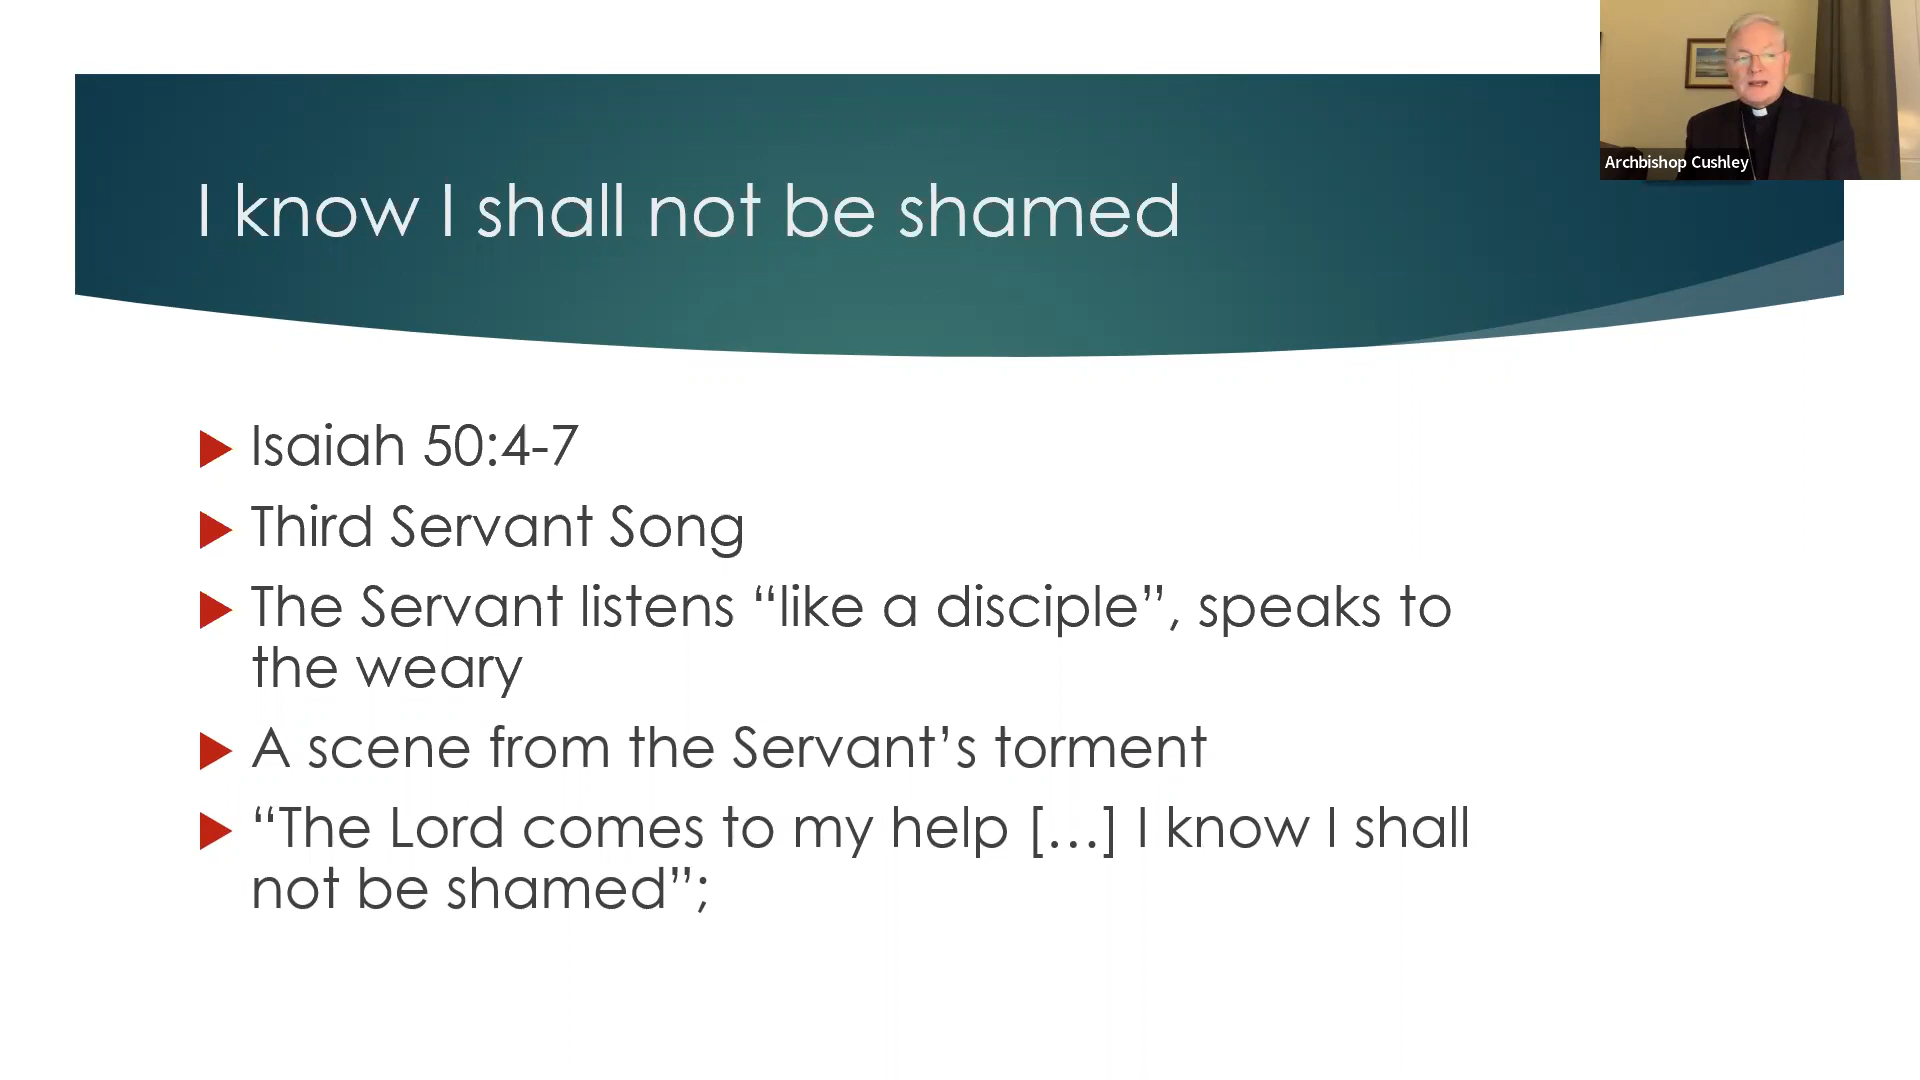 Archbishop Cushley
I know I shall not be shamed
Isaiah 50:4-7
Third Servant Song
The Servant listens “like a disciple”, speaks to
the weary
A scene from the Servant’s torment
“The Lord comes to my help […] I know I shall
not be shamed”;